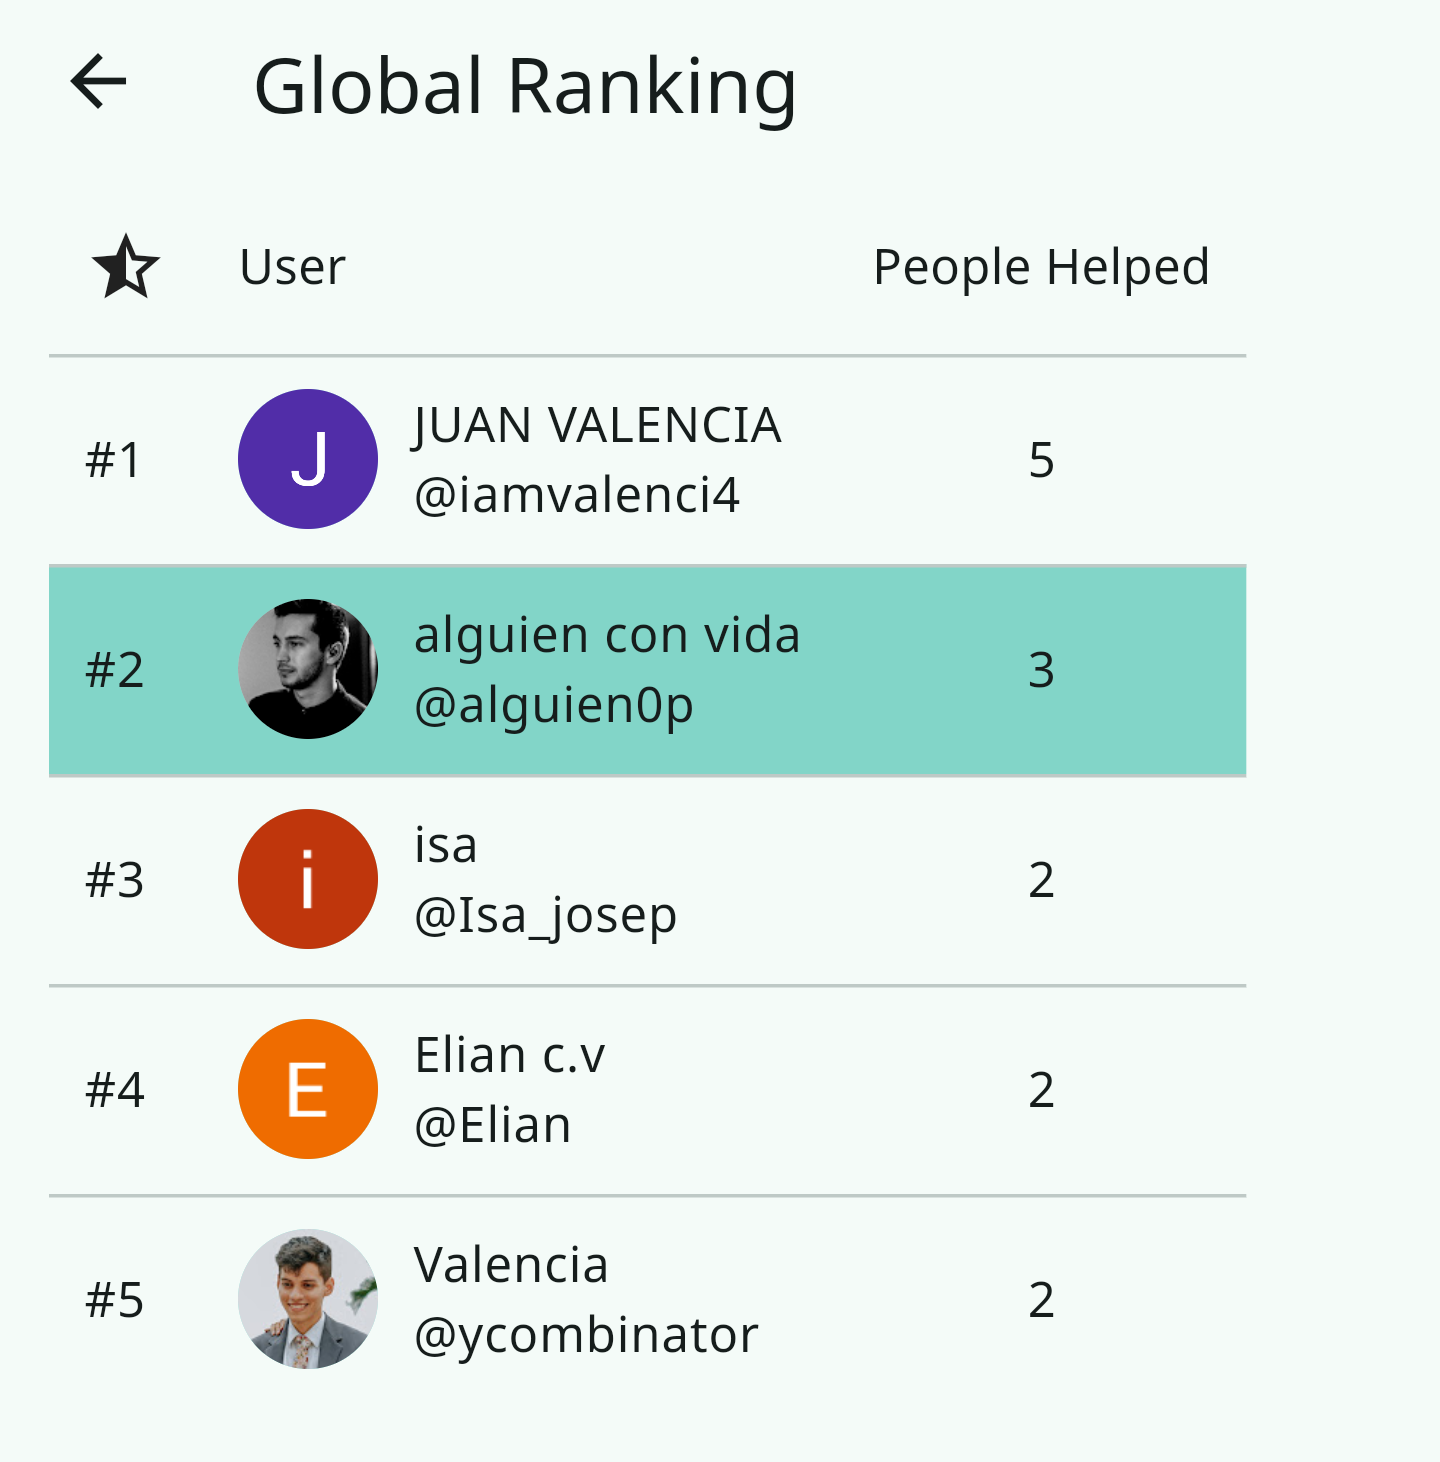 Global Ranking
User People Helped
#1 J JUAN VALENCIA 5
@iamvalenci4
#2 alguien con vida 3
@alguien0p
#3 i isa 2
@Isa_josep
#4 E Elian c.v 2
@Elian
#5 Valencia 2
@ycombinator